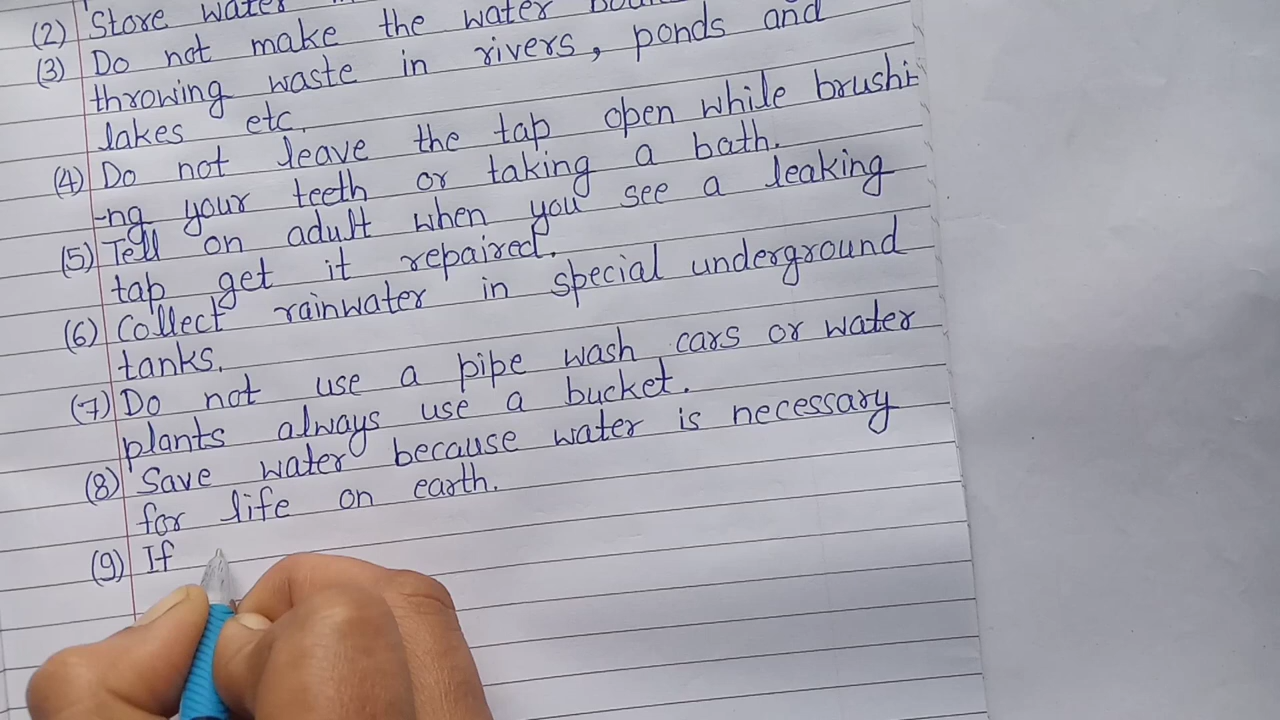 (2) Store water
(3) Do not make the water
throwing waste in rivers, ponds and
lakes etc.
(4) Do not leave the tap open while brushi-
-ng your teeth or taking a bath.
(5) Tell on adult when you see a leaking
tap get it repaired.
(6) Collect rainwater in special underground
tanks.
(7) Do not use a pipe wash cars or water
plants always use a bucket.
(8) Save water because water is necessary
for life on earth.
(9) If